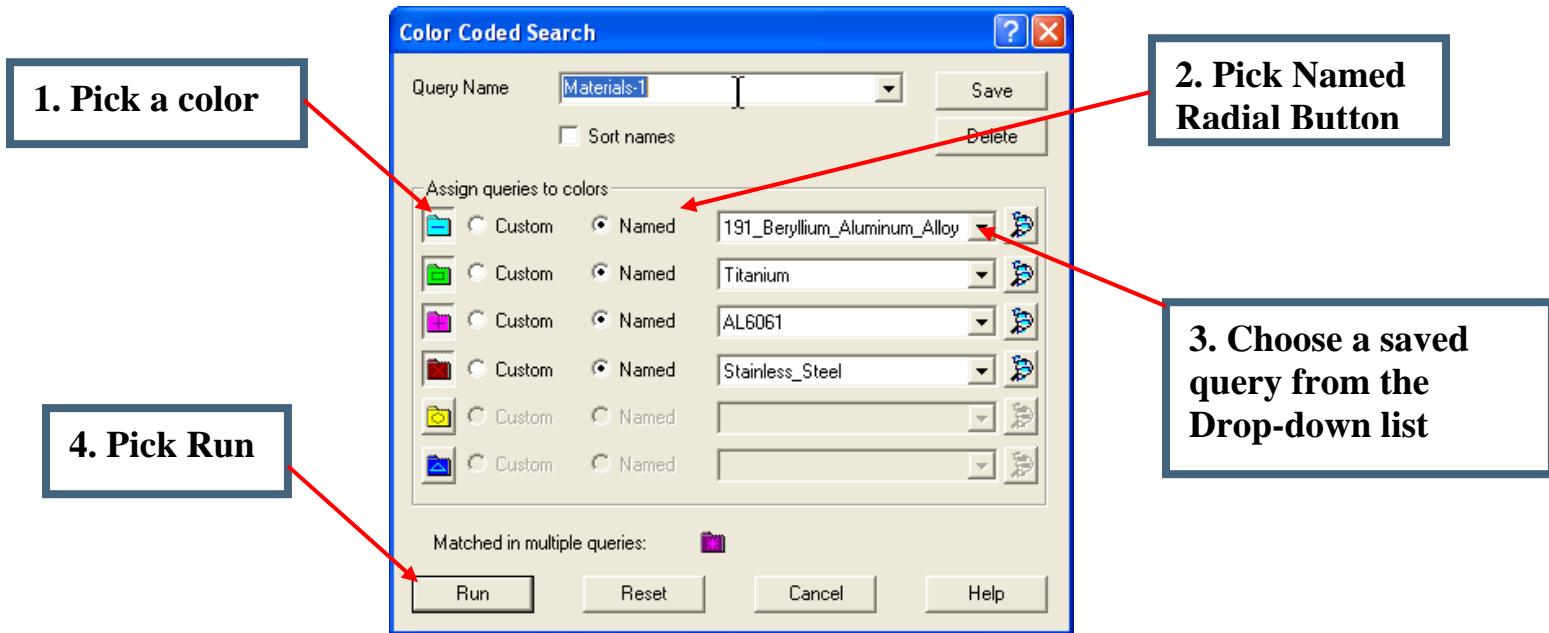 Color Coded Search
1. Pick a color
Query Name Materials-1 Save
Sort names Delete
2. Pick Named
Radial Button
Assign queries to colors
Custom Named 191_Beryllium_Aluminum_Alloy
Custom Named Titanium
Custom Named AL6061
Custom Named Stainless_Steel
Custom Named
Custom Named
3. Choose a saved
query from the
Drop-down list
4. Pick Run
Matched in multiple queries:
Run Reset Cancel Help